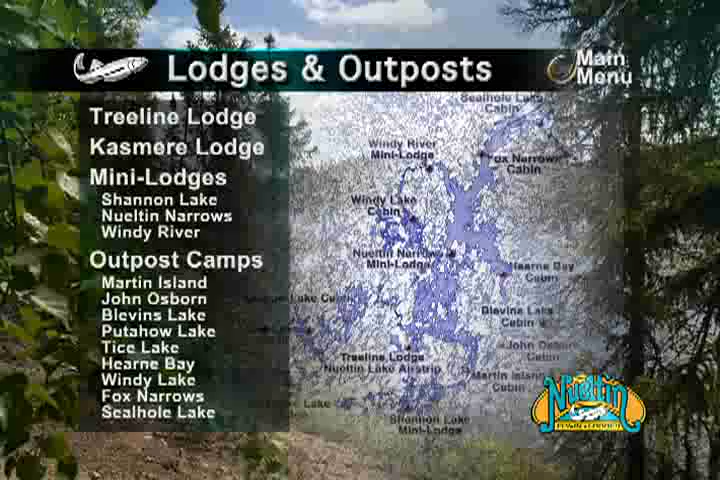 Lodges & Outposts
Main
Menu
Treeline Lodge
Kasmere Lodge
Mini-Lodges
Shannon Lake
Nueltin Narrows
Windy River
Outpost Camps
Martin Island
John Osborn
Blevins Lake
Putahow Lake
Tice Lake
Hearne Bay
Windy Lake
Fox Narrows
Sealhole Lake
Sealhole Lake
Cabin
Windy River
Mini-Lodge
Fox Narrows
Cabin
Windy Lake
Cabin
Nueltin Narrows
Mini-Lodge
Hearne Bay
Cabin
Lake Cabin
Blevins Lake
Cabin
John Osborn
Cabin
Treeline Lodge
Nueltin Lake Airstrip
Martin Island
Cabin
Lake
Shannon Lake
Mini-Lodge
Nueltin